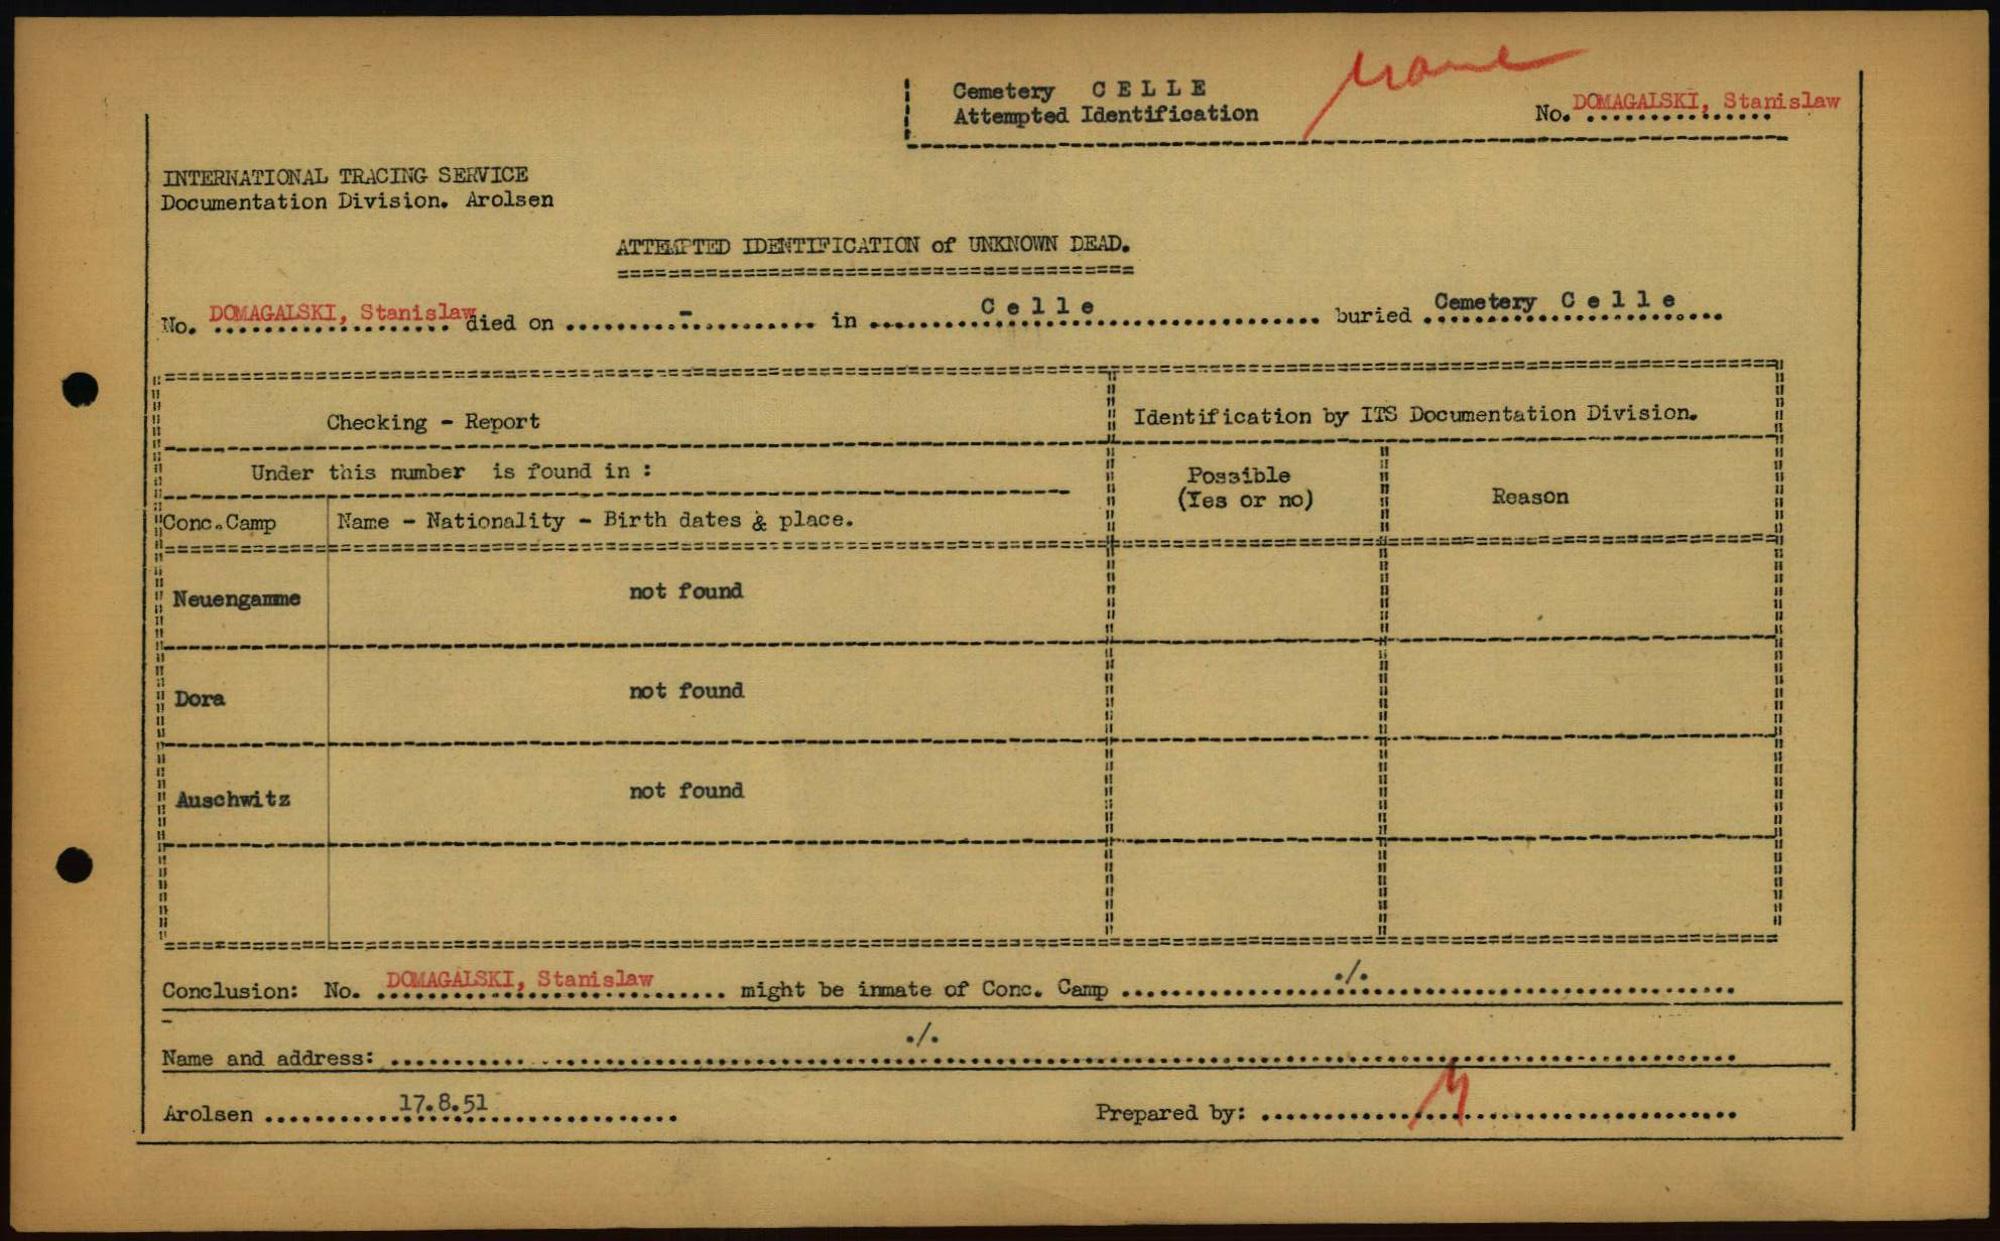 Cemetery C E L L E
Attempted Identification
No. DOMAGALSKI, Stanislaw
INTERNATIONAL TRACING SERVICE
Documentation Division. Arolsen
ATTEMPTED IDENTIFICATION of UNKNOWN DEAD.
No. DOMAGALSKI, Stanislaw died on - in C e l l e buried Cemetery C e l l e
Checking - Report
Identification by ITS Documentation Division.
Under this number is found in :
Possible
(Yes or no)
Reason
Conc.Camp Name - Nationality - Birth dates & place.
Neuengamme not found
Dora not found
Auschwitz not found
Conclusion: No. DOMAGALSKI, Stanislaw might be inmate of Conc. Camp ./.
Name and address: ./.
Arolsen 17.8.51 Prepared by: